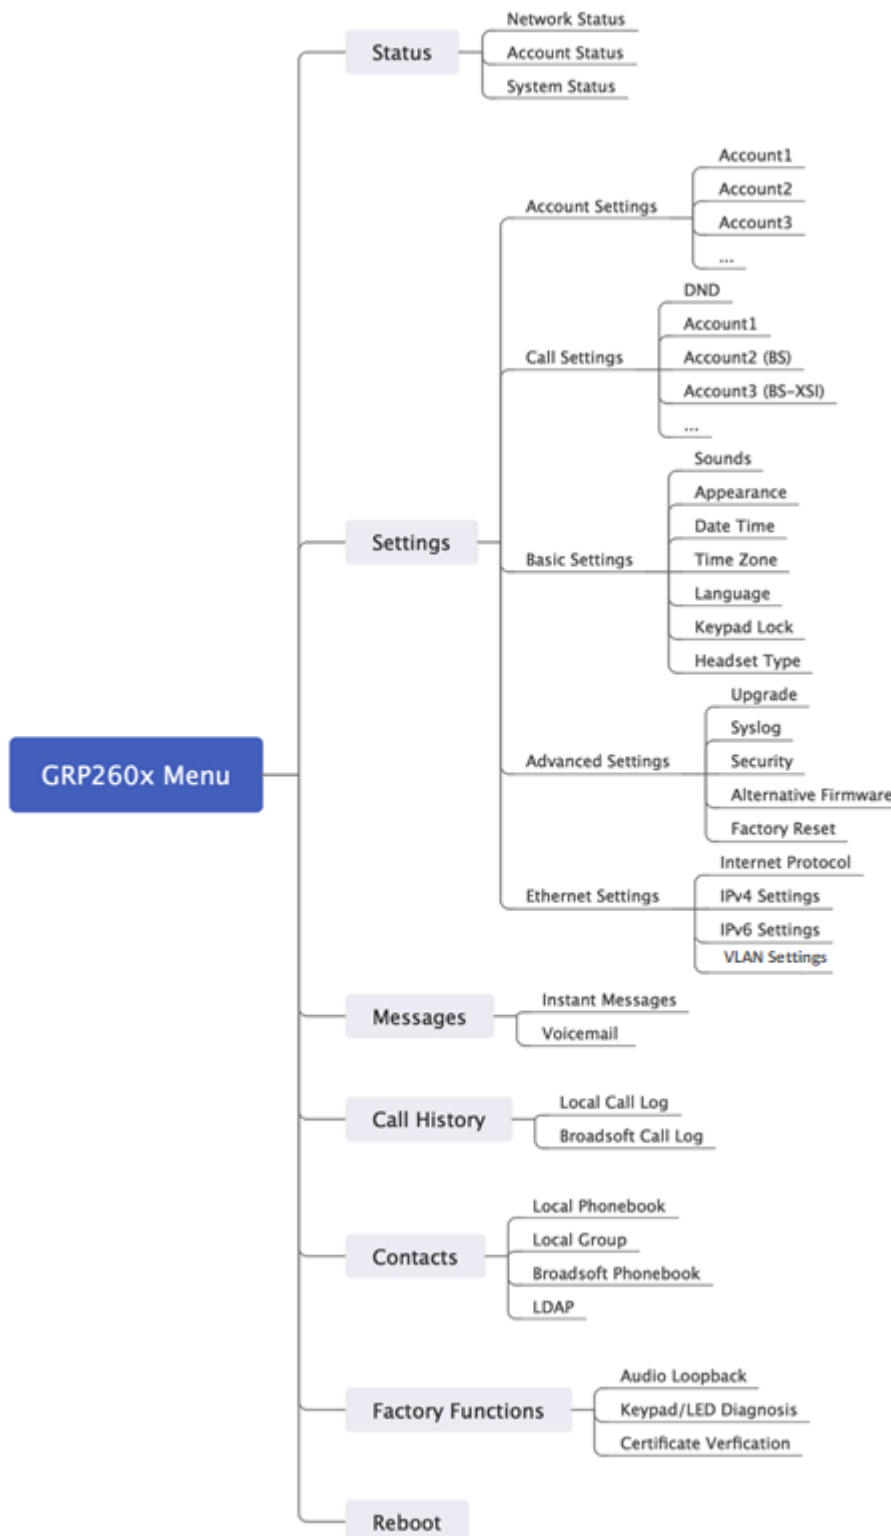 GRP260x Menu
Status
Network Status
Account Status
System Status
Settings
Account Settings
Account1
Account2
Account3
...
Call Settings
DND
Account1
Account2 (BS)
Account3 (BS-XSI)
...
Basic Settings
Sounds
Appearance
Date Time
Time Zone
Language
Keypad Lock
Headset Type
Advanced Settings
Upgrade
Syslog
Security
Alternative Firmware
Factory Reset
Ethernet Settings
Internet Protocol
IPv4 Settings
IPv6 Settings
VLAN Settings
Messages
Instant Messages
Voicemail
Call History
Local Call Log
Broadsoft Call Log
Contacts
Local Phonebook
Local Group
Broadsoft Phonebook
LDAP
Factory Functions
Audio Loopback
Keypad/LED Diagnosis
Certificate Verfication
Reboot